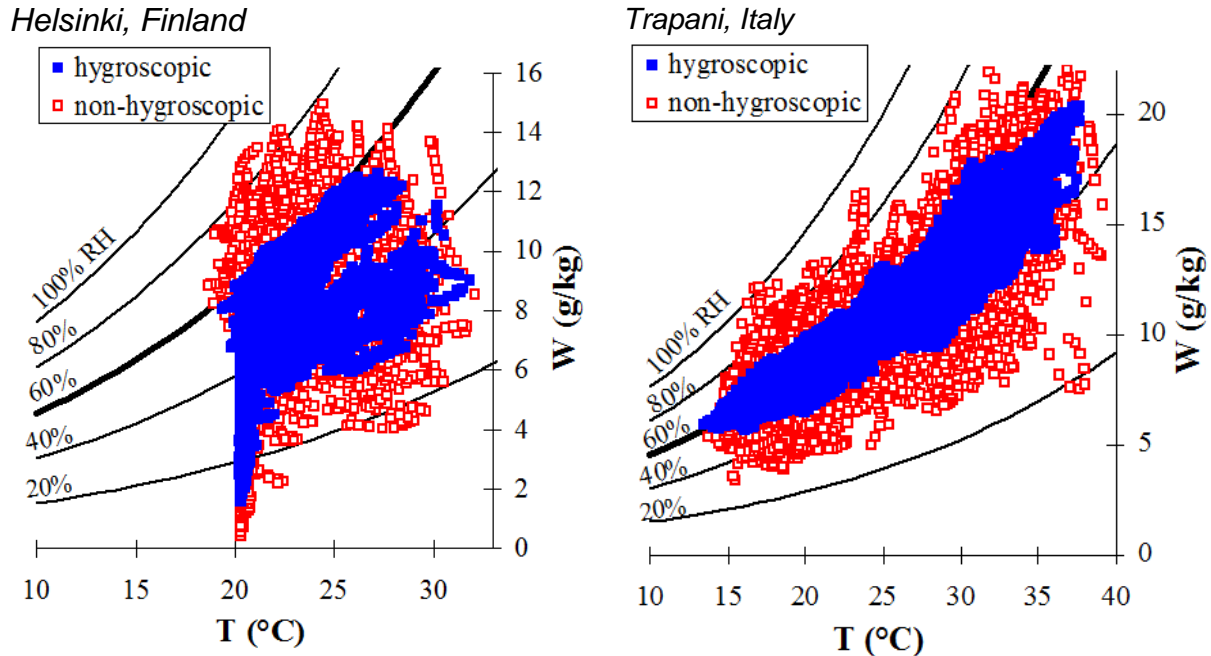 Helsinki, Finland
hygroscopic
non-hygroscopic
100% RH
80%
60%
40%
20%
16
14
12
10
8
6
4
2
0
W (g/kg)
10
15
20
25
30
T (°C)
Trapani, Italy
hygroscopic
non-hygroscopic
100% RH
80%
60%
40%
20%
20
15
10
5
0
W (g/kg)
10
15
20
25
30
35
40
T (°C)